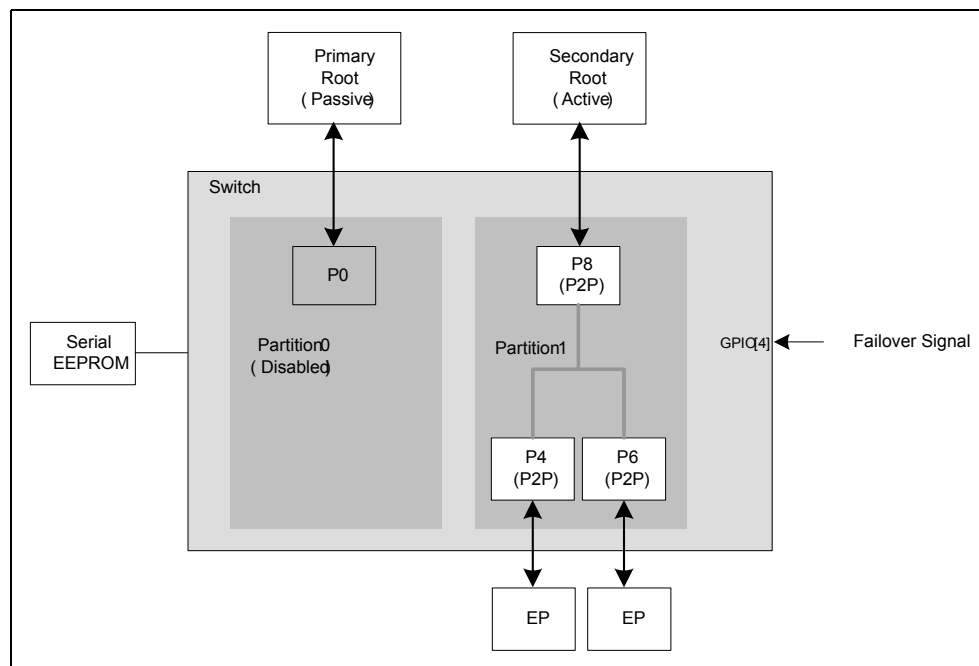 Primary
Root
( Passive)
Secondary
Root
( Active)
Switch
P0
P8
(P2P)
Serial
EEPROM
Partition0
( Disabled)
Partition1
GPIO[4]
Failover Signal
P4
(P2P)
P6
(P2P)
EP
EP